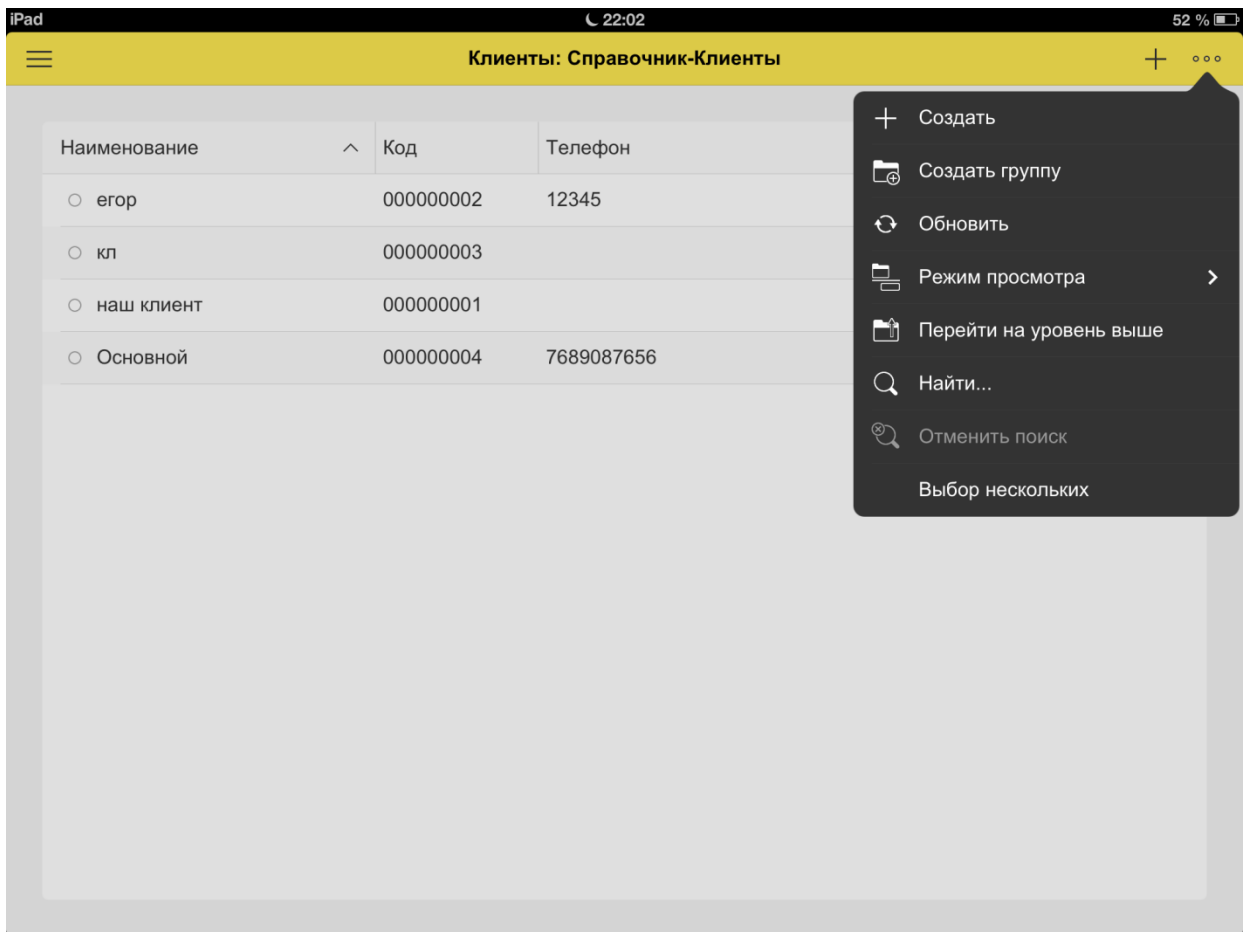 iPad 22:02 52 %
Клиенты: Справочник-Клиенты
Наименование Код Телефон
егор 000000002 12345
кл 000000003
наш клиент 000000001
Основной 000000004 7689087656
Создать
Создать группу
Обновить
Режим просмотра
Перейти на уровень выше
Найти...
Отменить поиск
Выбор нескольких